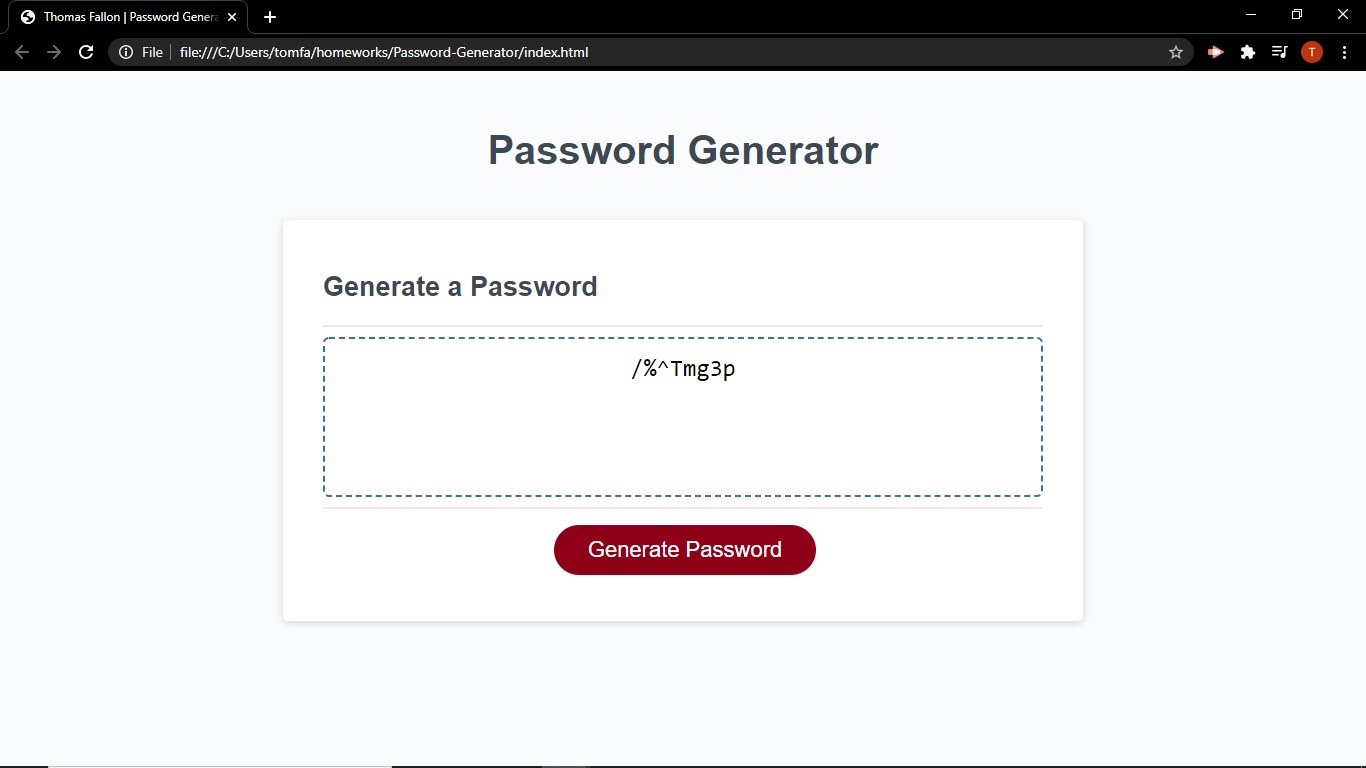 Thomas Fallon | Password Genera
File
file:///C:/Users/tomfa/homeworks/Password-Generator/index.html
T
Password Generator
Generate a Password
/%^Tmg3p
Generate Password